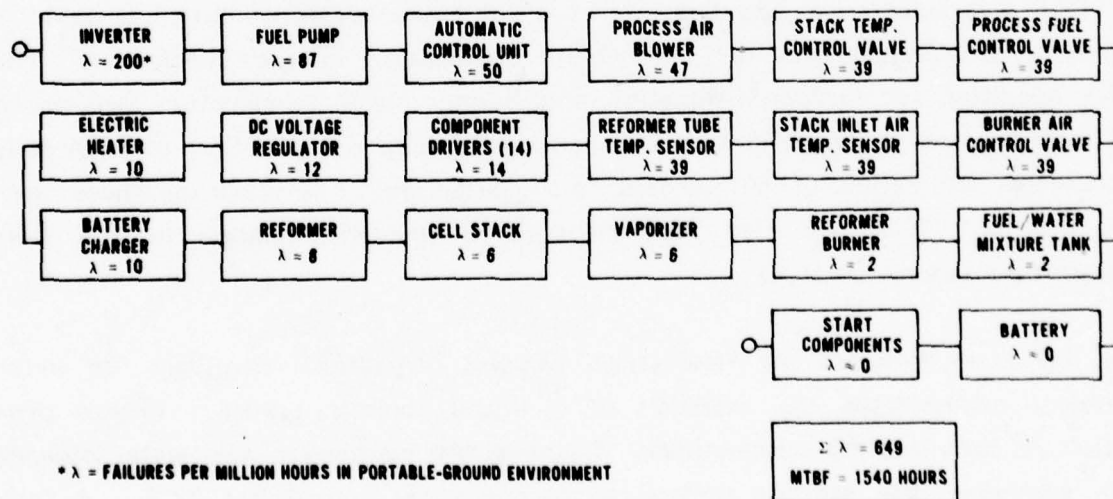 INVERTER
λ = 200*
FUEL PUMP
λ = 87
AUTOMATIC
CONTROL UNIT
λ = 50
PROCESS AIR
BLOWER
λ = 47
STACK TEMP.
CONTROL VALVE
λ = 39
PROCESS FUEL
CONTROL VALVE
λ = 39
ELECTRIC
HEATER
λ = 10
DC VOLTAGE
REGULATOR
λ = 12
COMPONENT
DRIVERS (14)
λ = 14
REFORMER TUBE
TEMP. SENSOR
λ = 39
STACK INLET AIR
TEMP. SENSOR
λ = 39
BURNER AIR
CONTROL VALVE
λ = 39
BATTERY
CHARGER
λ = 10
REFORMER
λ = 8
CELL STACK
λ = 6
VAPORIZER
λ = 6
REFORMER
BURNER
λ = 2
FUEL/WATER
MIXTURE TANK
λ = 2
START
COMPONENTS
λ ≈ 0
BATTERY
λ ≈ 0
Σ λ = 649
MTBF = 1540 HOURS
* λ = FAILURES PER MILLION HOURS IN PORTABLE-GROUND ENVIRONMENT